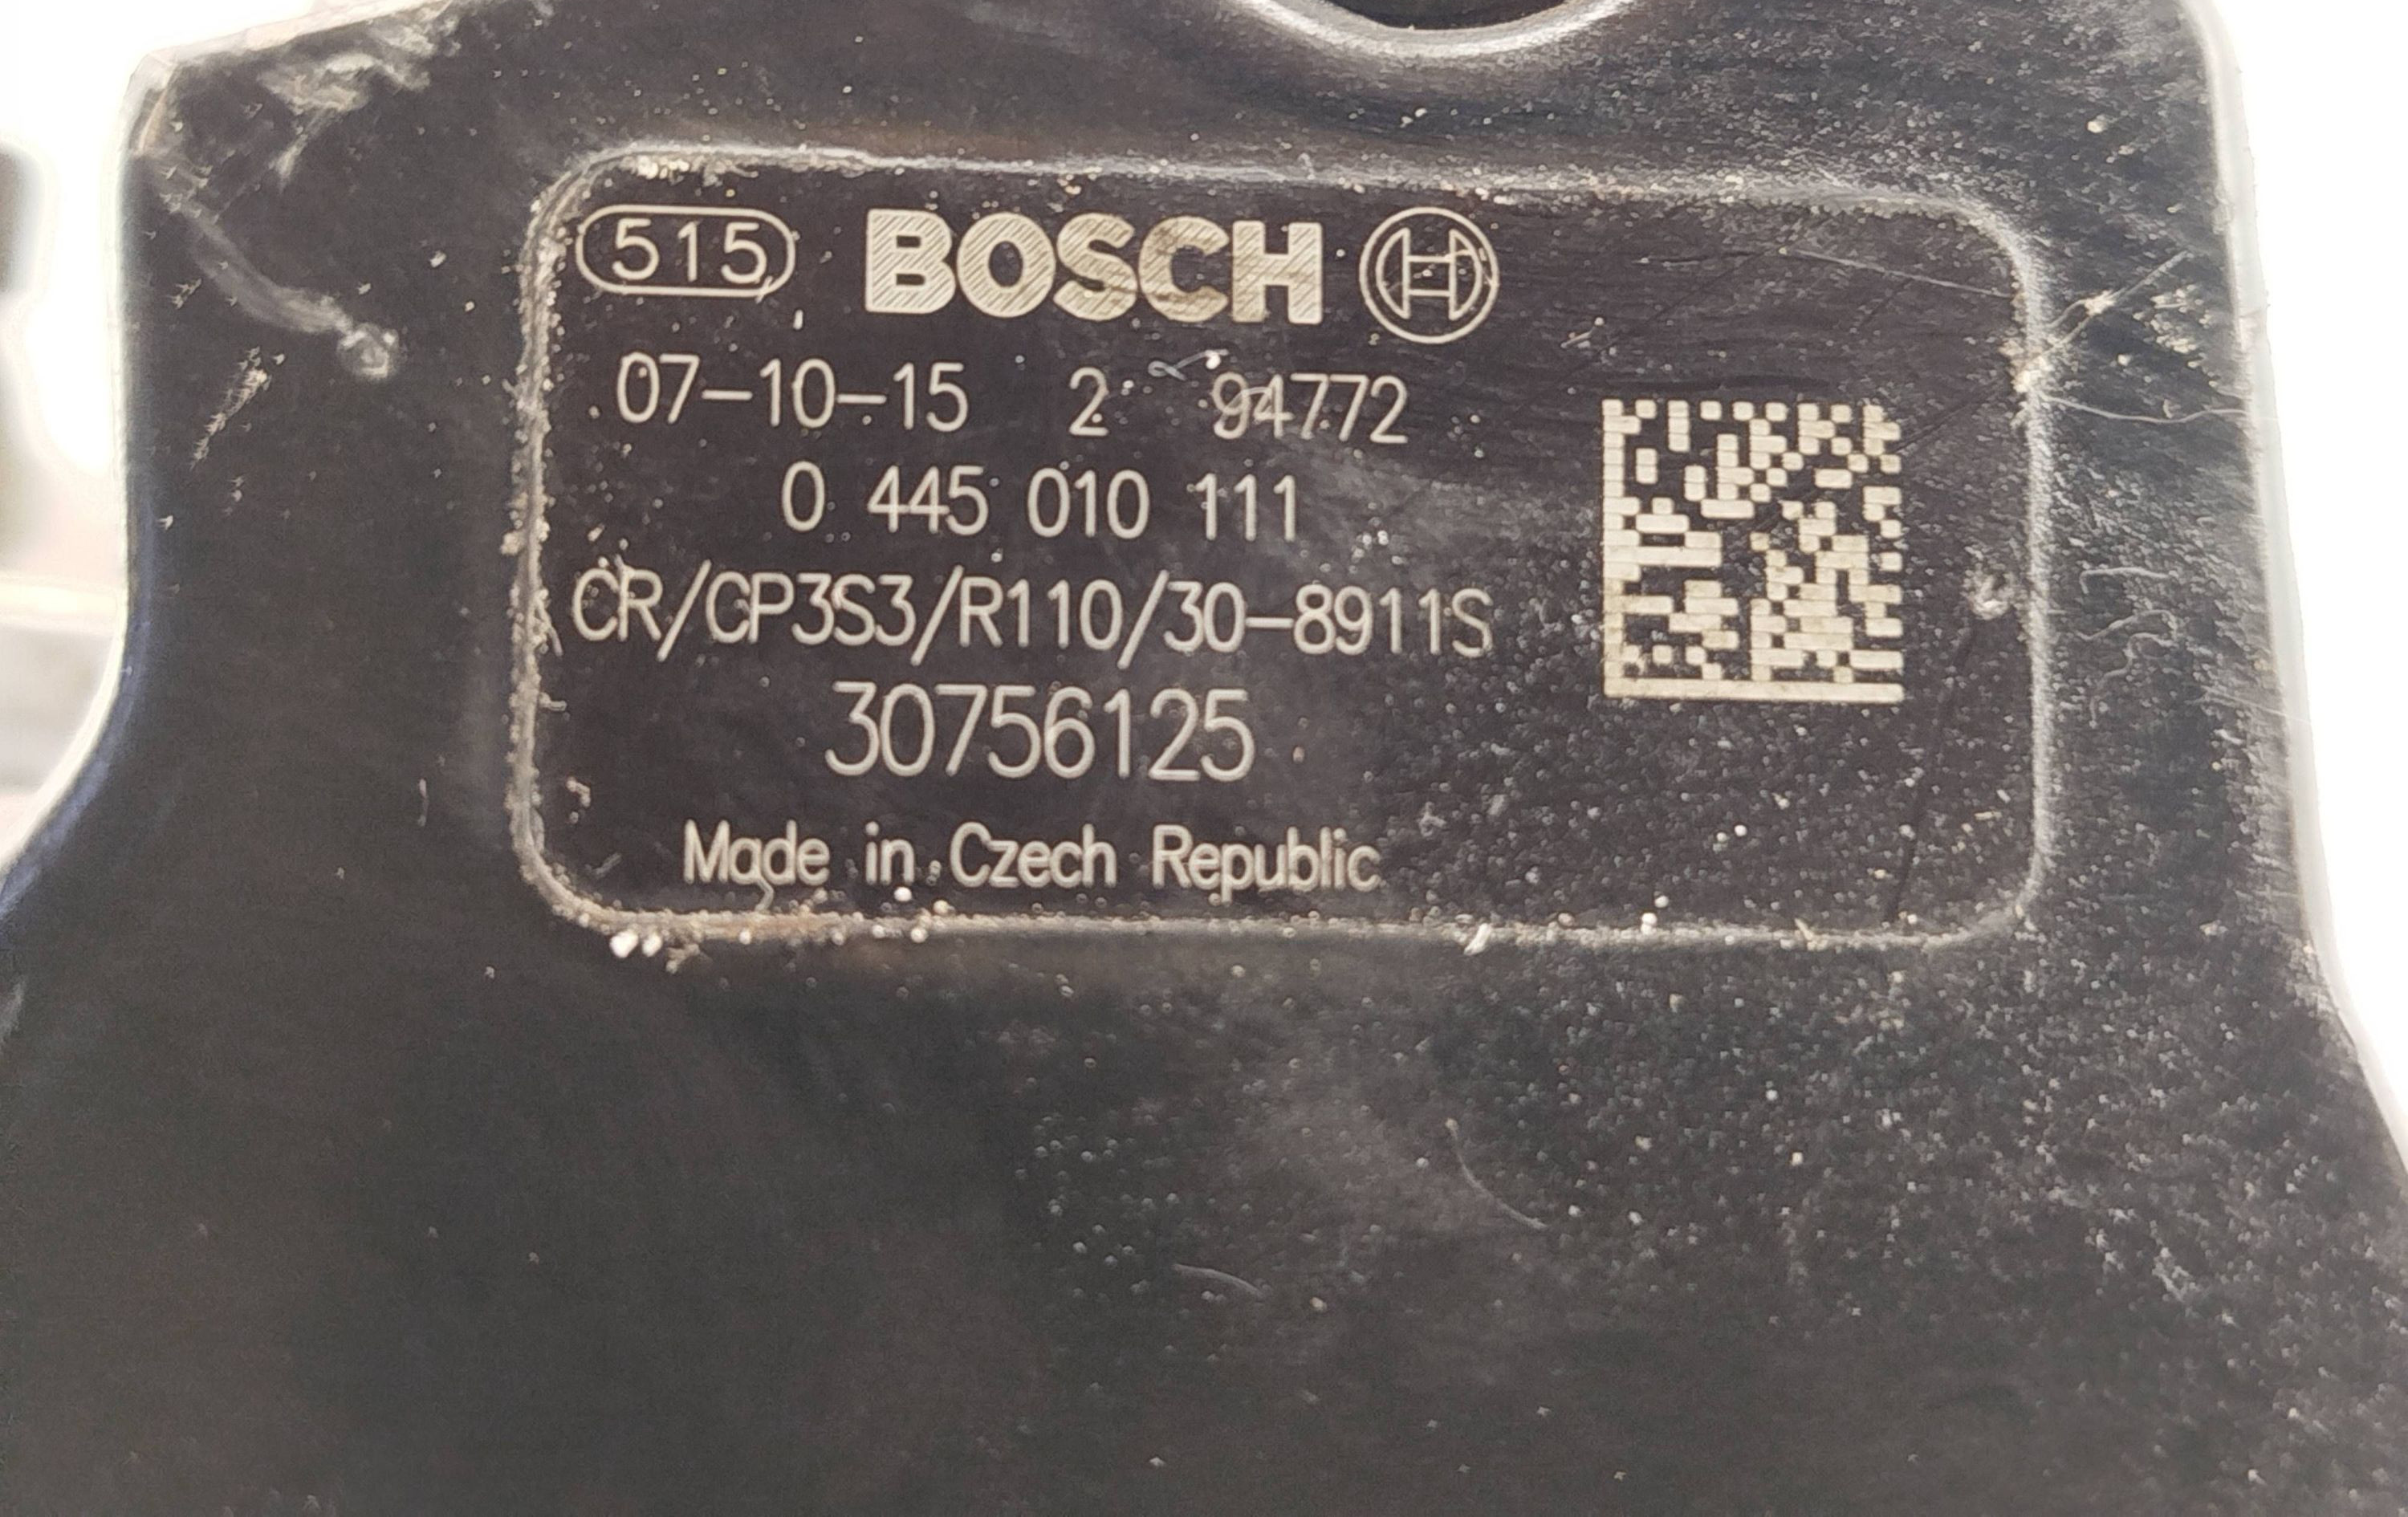 515 BOSCH
07-10-15 2 94772
0 445 010 111
CR/CP3S3/R110/30-8911S
30756125
Made in Czech Republic